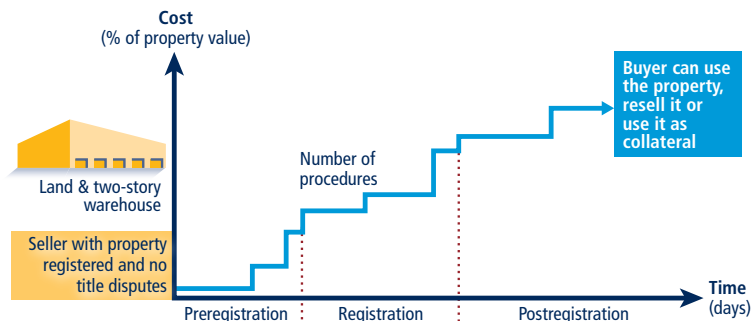 Cost
(% of property value)
Buyer can use
the property,
resell it or
use it as
collateral
Number of
procedures
Land & two-story
warehouse
Seller with property
registered and no
title disputes
Time
(days)
Preregistration
Registration
Postregistration